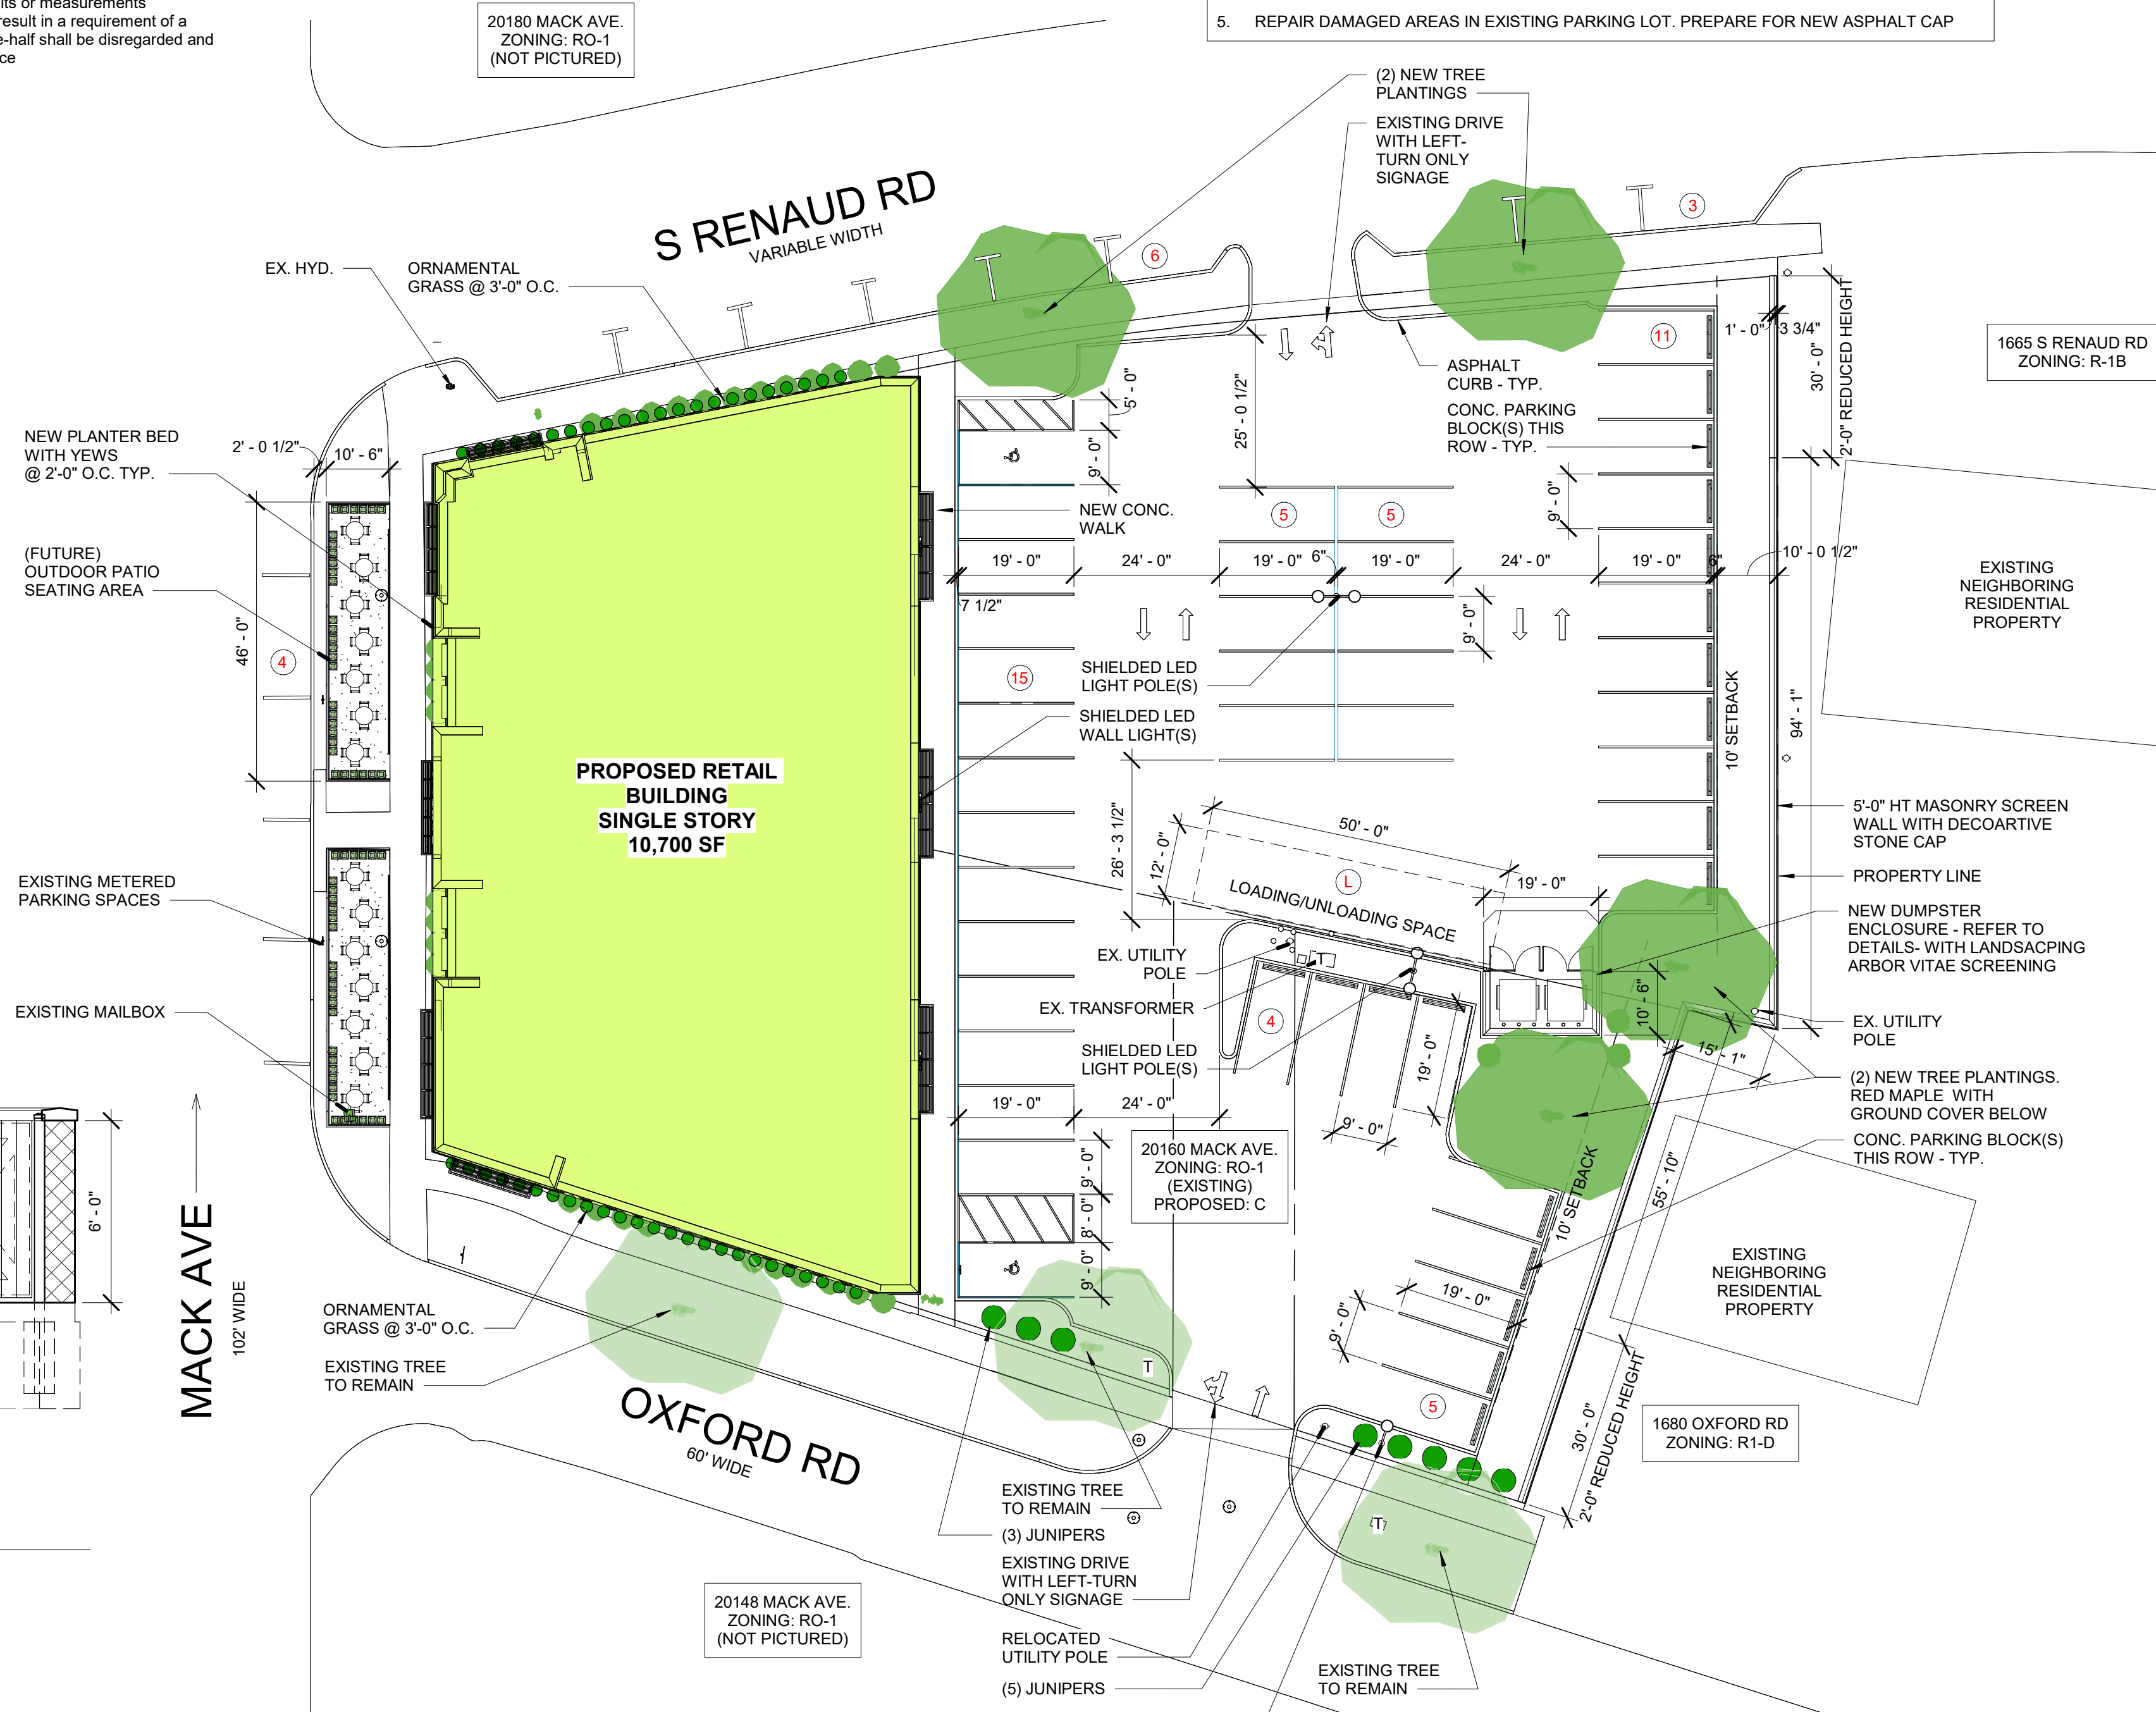 its or measurements
result in a requirement of a
e-half shall be disregarded and
ce
20180 MACK AVE.
ZONING: RO-1
(NOT PICTURED)
5. REPAIR DAMAGED AREAS IN EXISTING PARKING LOT. PREPARE FOR NEW ASPHALT CAP
(2) NEW TREE
PLANTINGS
EXISTING DRIVE
WITH LEFT-
TURN ONLY
SIGNAGE
S RENAUD RD
VARIABLE WIDTH
3
6
EX. HYD.
ORNAMENTAL
GRASS @ 3'-0" O.C.
11
1' - 0"
3 3/4"
30' - 0"
2'-0" REDUCED HEIGHT
1665 S RENAUD RD
ZONING: R-1B
ASPHALT
CURB - TYP.
CONC. PARKING
BLOCK(S) THIS
ROW - TYP.
25' - 0 1/2"
5' - 0"
9' - 0"
NEW PLANTER BED
WITH YEWS
@ 2'-0" O.C. TYP.
2' - 0 1/2"
10' - 6"
NEW CONC.
WALK
5
5
9' - 0"
(FUTURE)
OUTDOOR PATIO
SEATING AREA
46' - 0"
4
19' - 0"
24' - 0"
19' - 0"
6"
19' - 0"
24' - 0"
19' - 0"
6"
10' - 0 1/2"
7 1/2"
9' - 0"
EXISTING
NEIGHBORING
RESIDENTIAL
PROPERTY
15
SHIELDED LED
LIGHT POLE(S)
SHIELDED LED
WALL LIGHT(S)
10' SETBACK
94' - 1"
PROPOSED RETAIL
BUILDING
SINGLE STORY
10,700 SF
26' - 3 1/2"
12' - 0"
50' - 0"
L
LOADING/UNLOADING SPACE
19' - 0"
5'-0" HT MASONRY SCREEN
WALL WITH DECOARTIVE
STONE CAP
PROPERTY LINE
NEW DUMPSTER
ENCLOSURE - REFER TO
DETAILS- WITH LANDSACPING
ARBOR VITAE SCREENING
EXISTING METERED
PARKING SPACES
EX. UTILITY
POLE
T
EX. TRANSFORMER
4
10' - 6"
EXISTING MAILBOX
EX. UTILITY
POLE
SHIELDED LED
LIGHT POLE(S)
19' - 0"
15' - 1"
(2) NEW TREE PLANTINGS.
RED MAPLE WITH
GROUND COVER BELOW
19' - 0"
24' - 0"
9' - 0"
CONC. PARKING BLOCK(S)
THIS ROW - TYP.
20160 MACK AVE.
ZONING: RO-1
(EXISTING)
PROPOSED: C
9' - 0"
8' - 0"
9' - 0"
10' SETBACK
55' - 10"
6' - 0"
MACK AVE
102' WIDE
EXISTING
NEIGHBORING
RESIDENTIAL
PROPERTY
ORNAMENTAL
GRASS @ 3'-0" O.C.
19' - 0"
9' - 0"
EXISTING TREE
TO REMAIN
T
OXFORD RD
60' WIDE
5
30' - 0"
2'-0" REDUCED HEIGHT
1680 OXFORD RD
ZONING: R1-D
EXISTING TREE
TO REMAIN
T
(3) JUNIPERS
EXISTING DRIVE
WITH LEFT-TURN
ONLY SIGNAGE
20148 MACK AVE.
ZONING: RO-1
(NOT PICTURED)
RELOCATED
UTILITY POLE
(5) JUNIPERS
EXISTING TREE
TO REMAIN